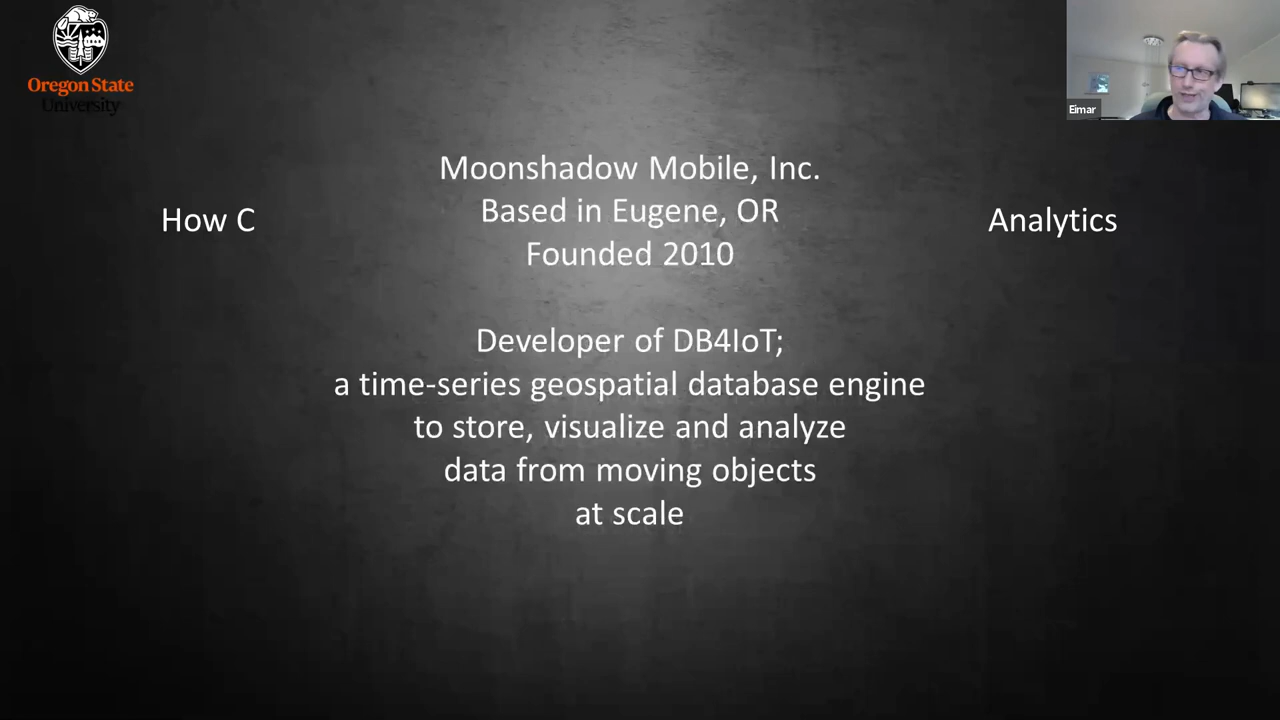 Oregon State
University
Eimar
Moonshadow Mobile, Inc.
Based in Eugene, OR
How C
Analytics
Founded 2010
Developer of DB4IoT;
a time-series geospatial database engine
to store, visualize and analyze
data from moving objects
at scale